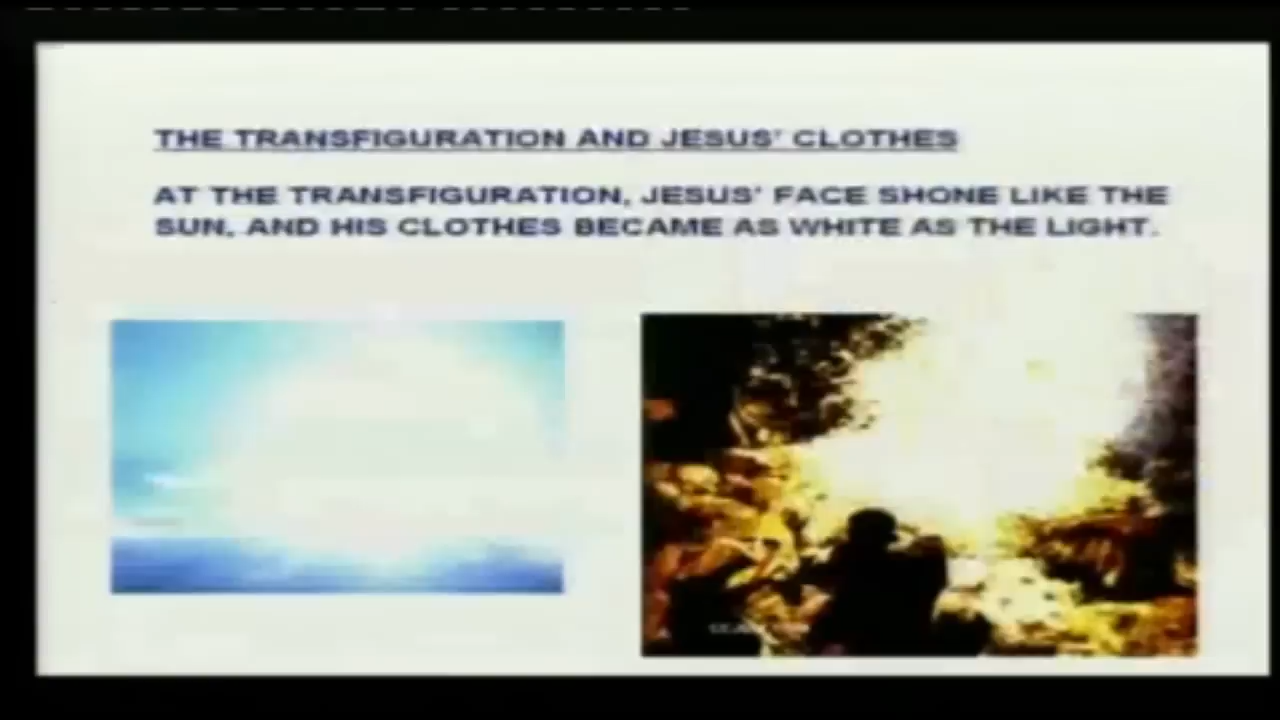 THE TRANSFIGURATION AND JESUS' CLOTHES
AT THE TRANSFIGURATION, JESUS' FACE SHONE LIKE THE
SUN, AND HIS CLOTHES BECAME AS WHITE AS THE LIGHT.